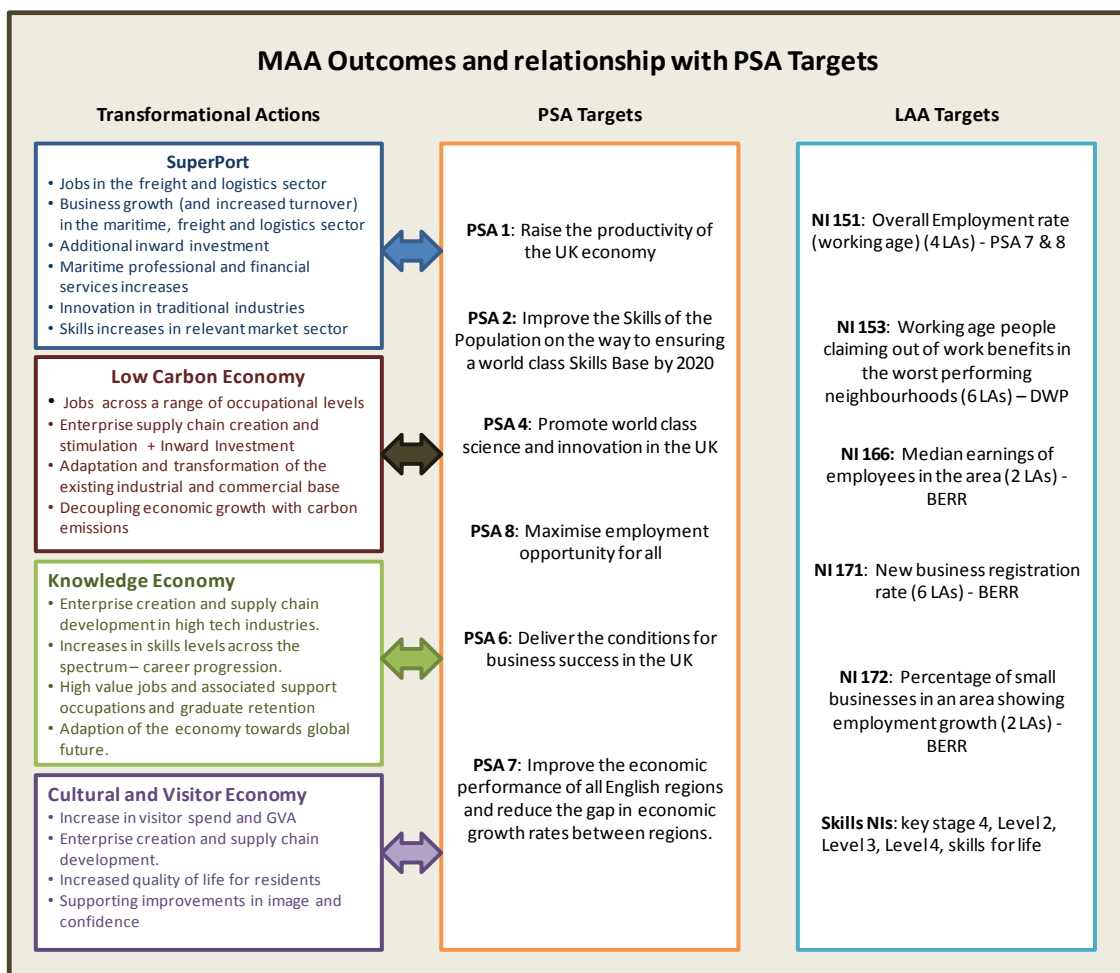 MAA Outcomes and relationship with PSA Targets
Transformational Actions
SuperPort
• Jobs in the freight and logistics sector
• Business growth (and increased turnover)
in the maritime, freight and logistics sector
• Additional inward investment
• Maritime professional and financial
services increases
• Innovation in traditional industries
• Skills increases in relevant market sector
Low Carbon Economy
• Jobs across a range of occupational levels
• Enterprise supply chain creation and
stimulation + Inward Investment
• Adaptation and transformation of the
existing industrial and commercial base
• Decoupling economic growth with carbon
emissions
Knowledge Economy
• Enterprise creation and supply chain
development in high tech industries.
• Increases in skills levels across the
spectrum – career progression.
• High value jobs and associated support
occupations and graduate retention
• Adaption of the economy towards global
future.
Cultural and Visitor Economy
• Increase in visitor spend and GVA
• Enterprise creation and supply chain
development.
• Increased quality of life for residents
• Supporting improvements in image and
confidence
PSA Targets
PSA 1: Raise the productivity of
the UK economy
PSA 2: Improve the Skills of the
Population on the way to ensuring
a world class Skills Base by 2020
PSA 4: Promote world class
science and innovation in the UK
PSA 8: Maximise employment
opportunity for all
PSA 6: Deliver the conditions for
business success in the UK
PSA 7: Improve the economic
performance of all English regions
and reduce the gap in economic
growth rates between regions.
LAA Targets
NI 151: Overall Employment rate
(working age) (4 LAs) - PSA 7 & 8
NI 153: Working age people
claiming out of work benefits in
the worst performing
neighbourhoods (6 LAs) – DWP
NI 166: Median earnings of
employees in the area (2 LAs) -
BERR
NI 171: New business registration
rate (6 LAs) - BERR
NI 172: Percentage of small
businesses in an area showing
employment growth (2 LAs) -
BERR
Skills NIs: key stage 4, Level 2,
Level 3, Level 4, skills for life